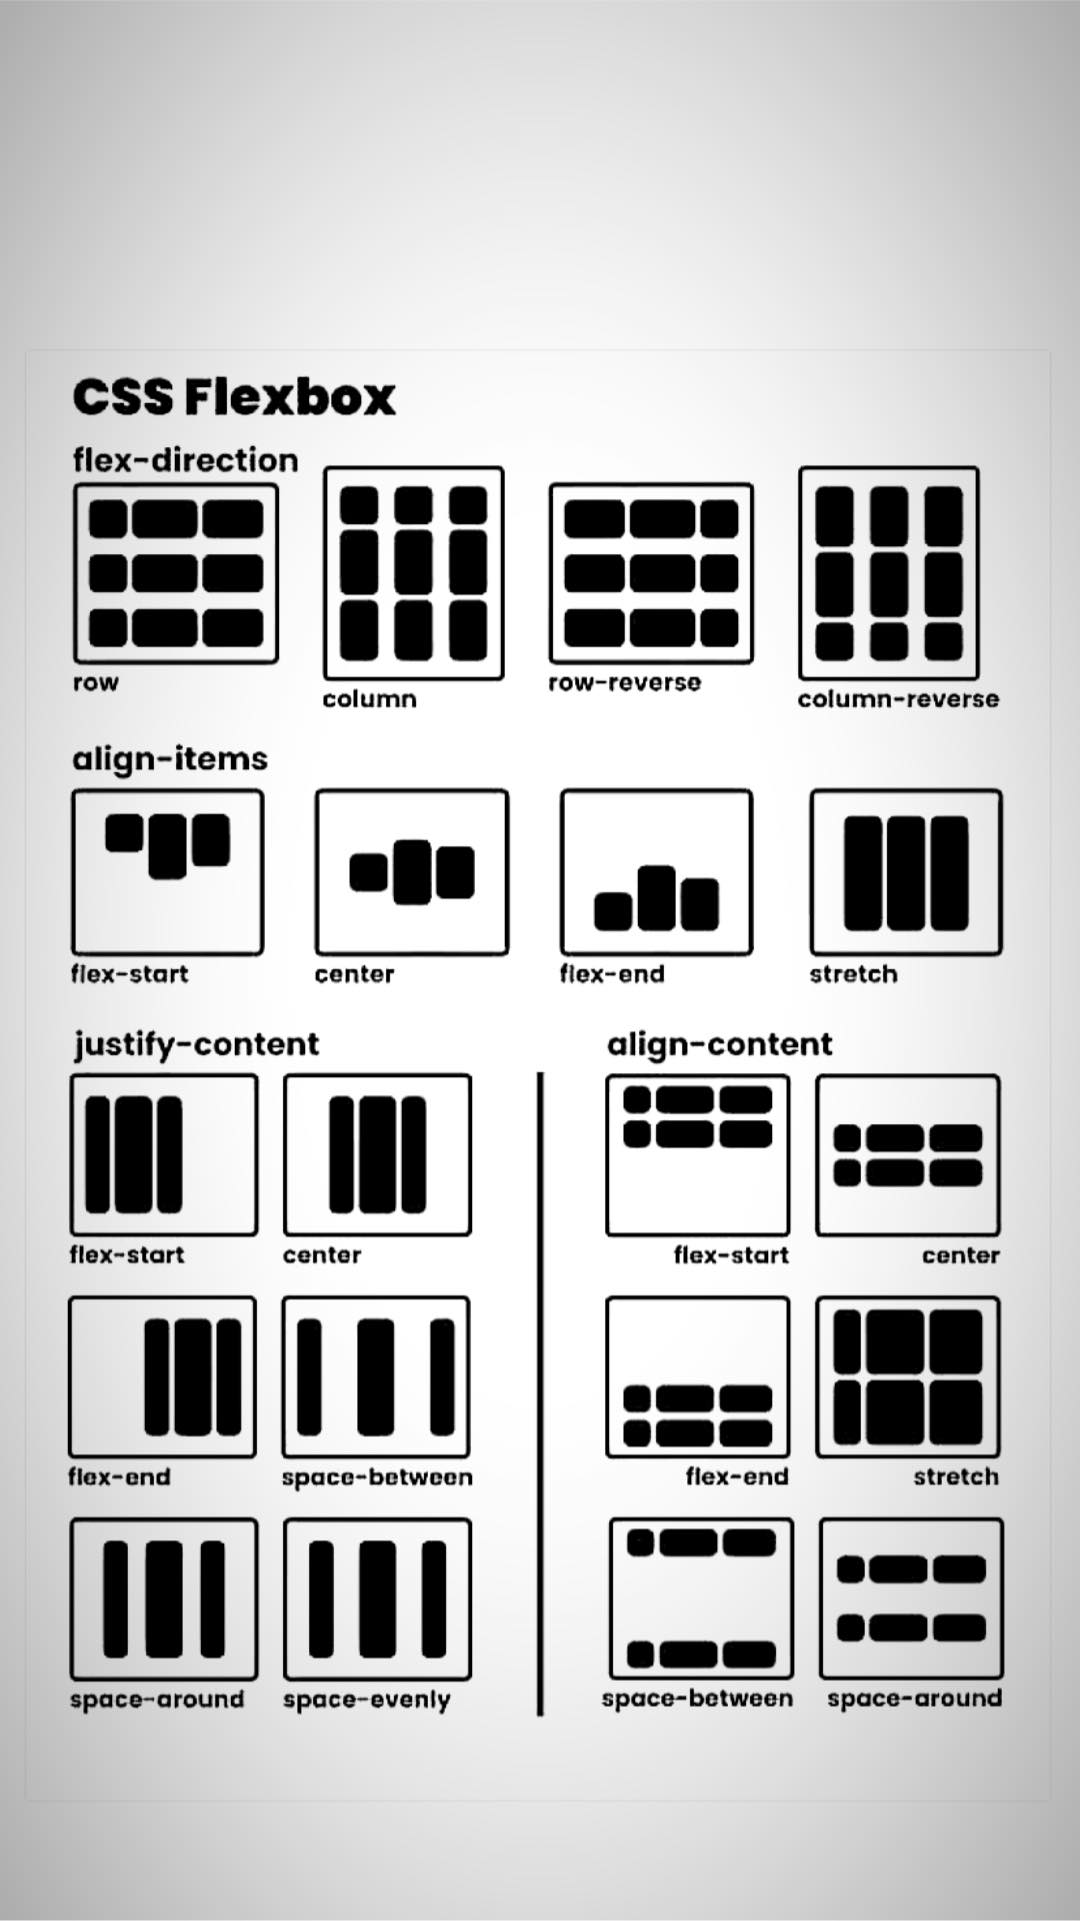 CSS Flexbox
flex-direction
row
column
row-reverse
column-reverse
align-items
flex-start
center
flex-end
stretch
justify-content
flex-start
center
flex-end
space-between
space-around
space-evenly
align-content
flex-start
center
flex-end
stretch
space-between
space-around